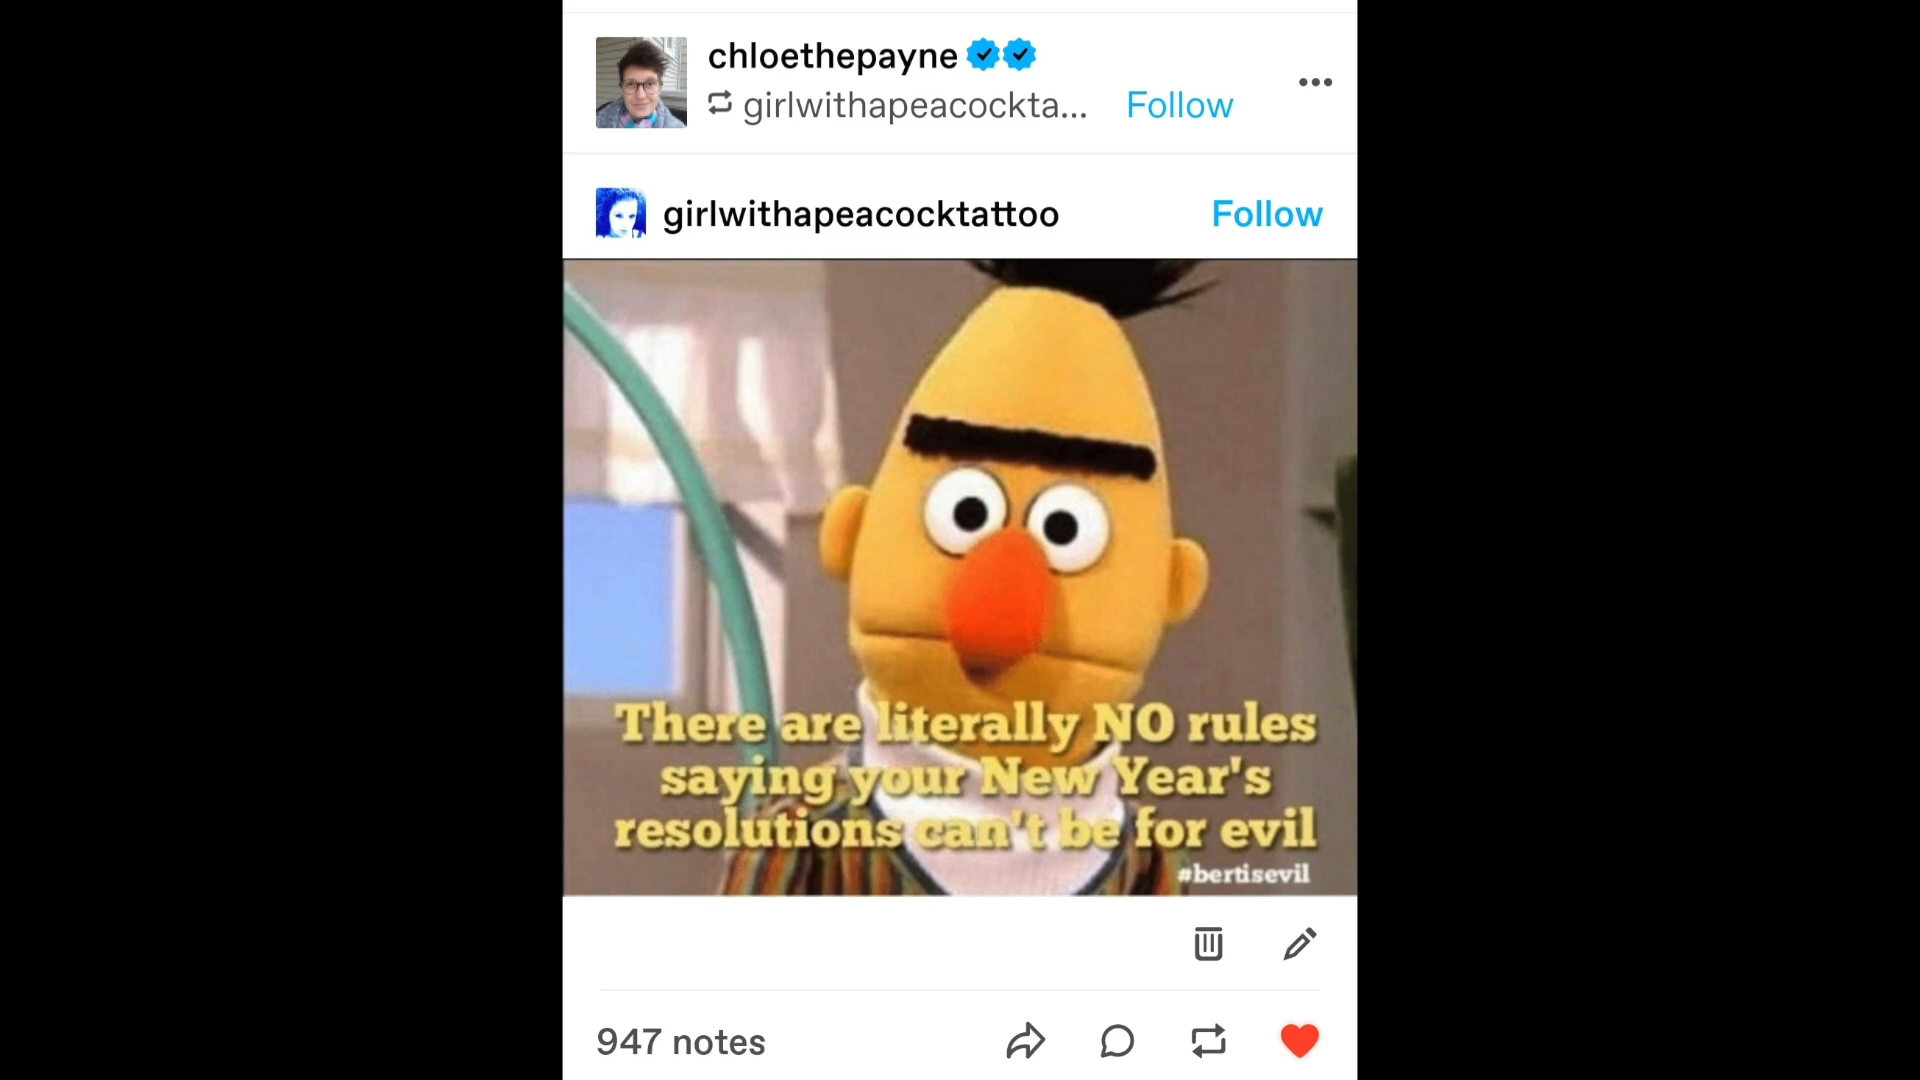 chloethepayne
girlwithapeacockta... Follow
girlwithapeacocktattoo Follow
There are literally NO rules
saying your New Year's
resolutions can't be for evil
#bertisevil
947 notes